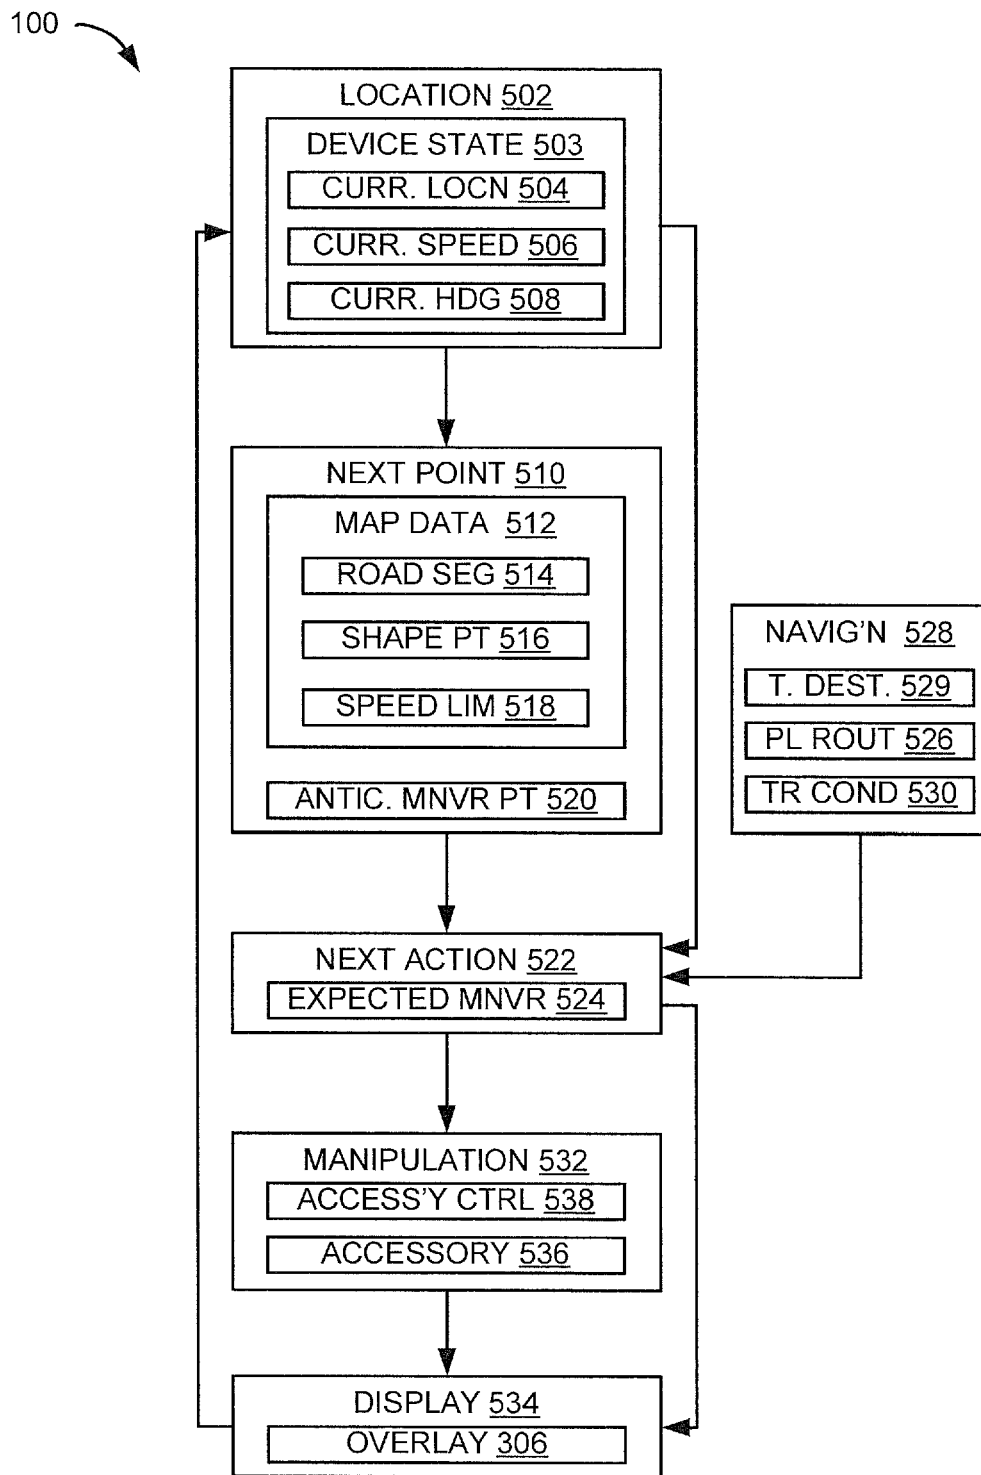 100
LOCATION 502
DEVICE STATE 503
CURR. LOCN 504
CURR. SPEED 506
CURR. HDG 508
NEXT POINT 510
MAP DATA 512
ROAD SEG 514
SHAPE PT 516
SPEED LIM 518
ANTIC. MNVR PT 520
NAVIG'N 528
T. DEST. 529
PL ROUT 526
TR COND 530
NEXT ACTION 522
EXPECTED MNVR 524
MANIPULATION 532
ACCESS'Y CTRL 538
ACCESSORY 536
DISPLAY 534
OVERLAY 306